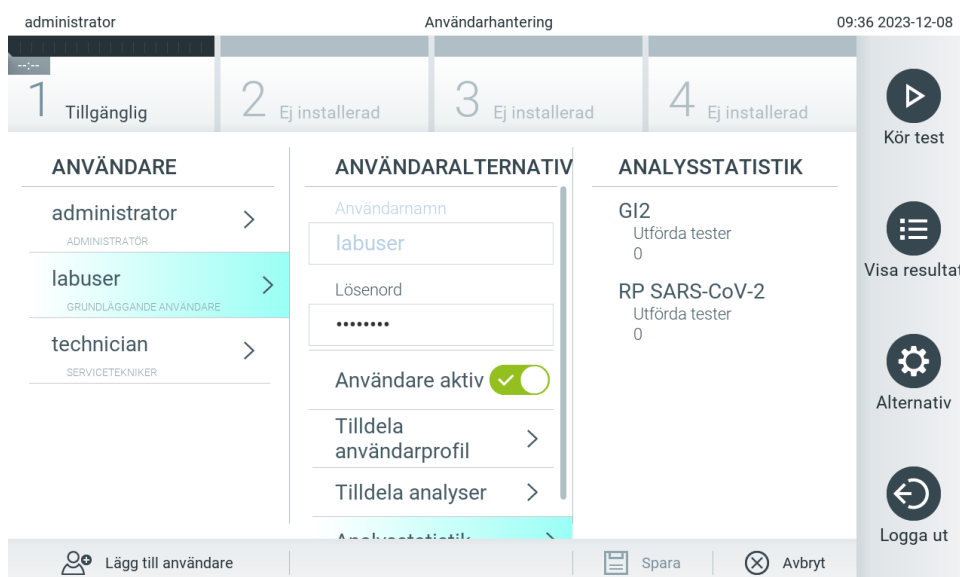 administrator
Användarhantering
09:36 2023-12-08
--:--
1 Tillgänglig
2 Ej installerad
3 Ej installerad
4 Ej installerad
Kör test
Visa resultat
Alternativ
Logga ut
ANVÄNDARE
administrator
ADMINISTRATÖR
labuser
GRUNDLÄGGANDE ANVÄNDARE
technician
SERVICETEKNIKER
ANVÄNDARALTERNATIV
Användarnamn
labuser
Lösenord
••••••••
Användare aktiv
Tilldela
användarprofil
Tilldela analyser
Analysstatistik
ANALYSSTATISTIK
GI2
Utförda tester
0
RP SARS-CoV-2
Utförda tester
0
Lägg till användare
Spara
Avbryt